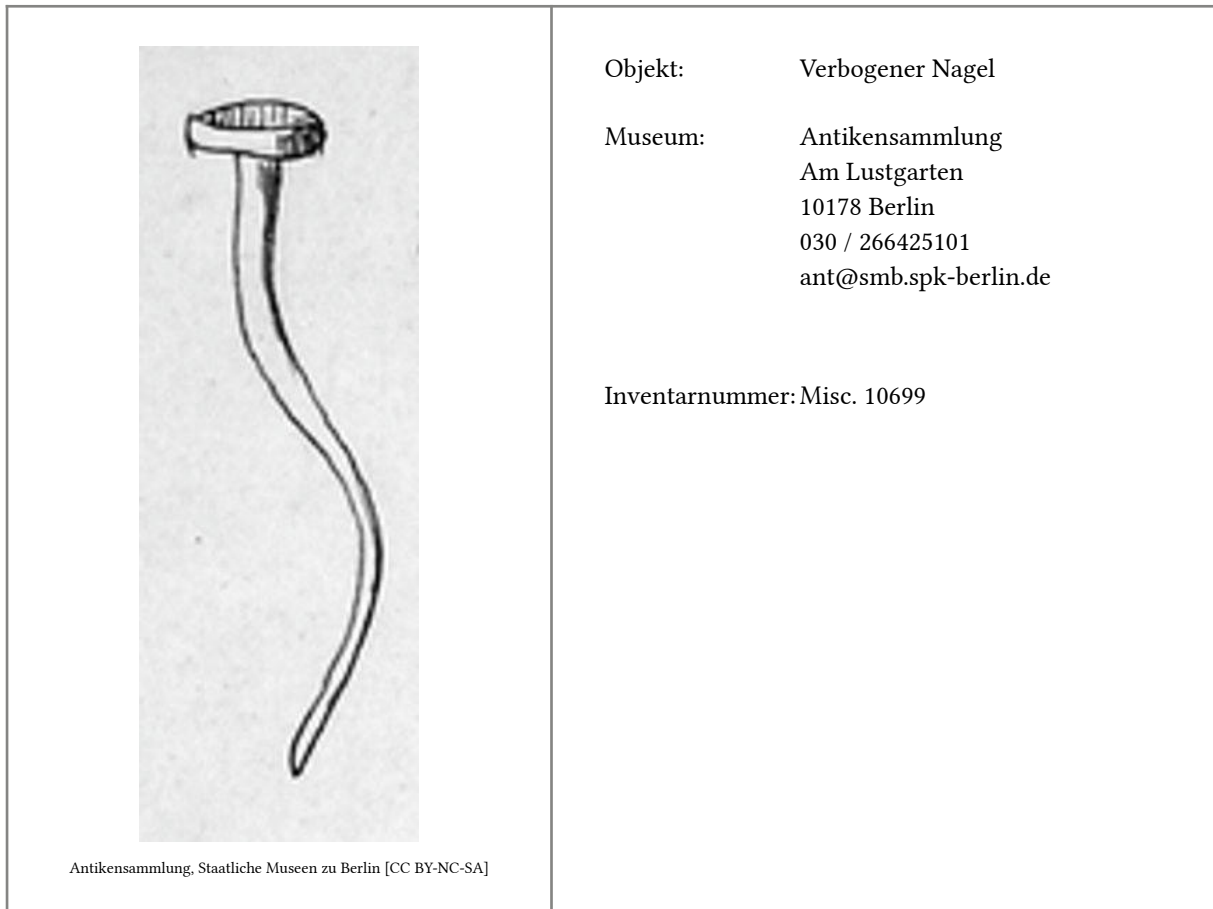 Objekt: Verbogener Nagel
Museum: Antikensammlung
Am Lustgarten
10178 Berlin
030 / 266425101
ant@smb.spk-berlin.de
Inventarnummer: Misc. 10699
Antikensammlung, Staatliche Museen zu Berlin [CC BY-NC-SA]